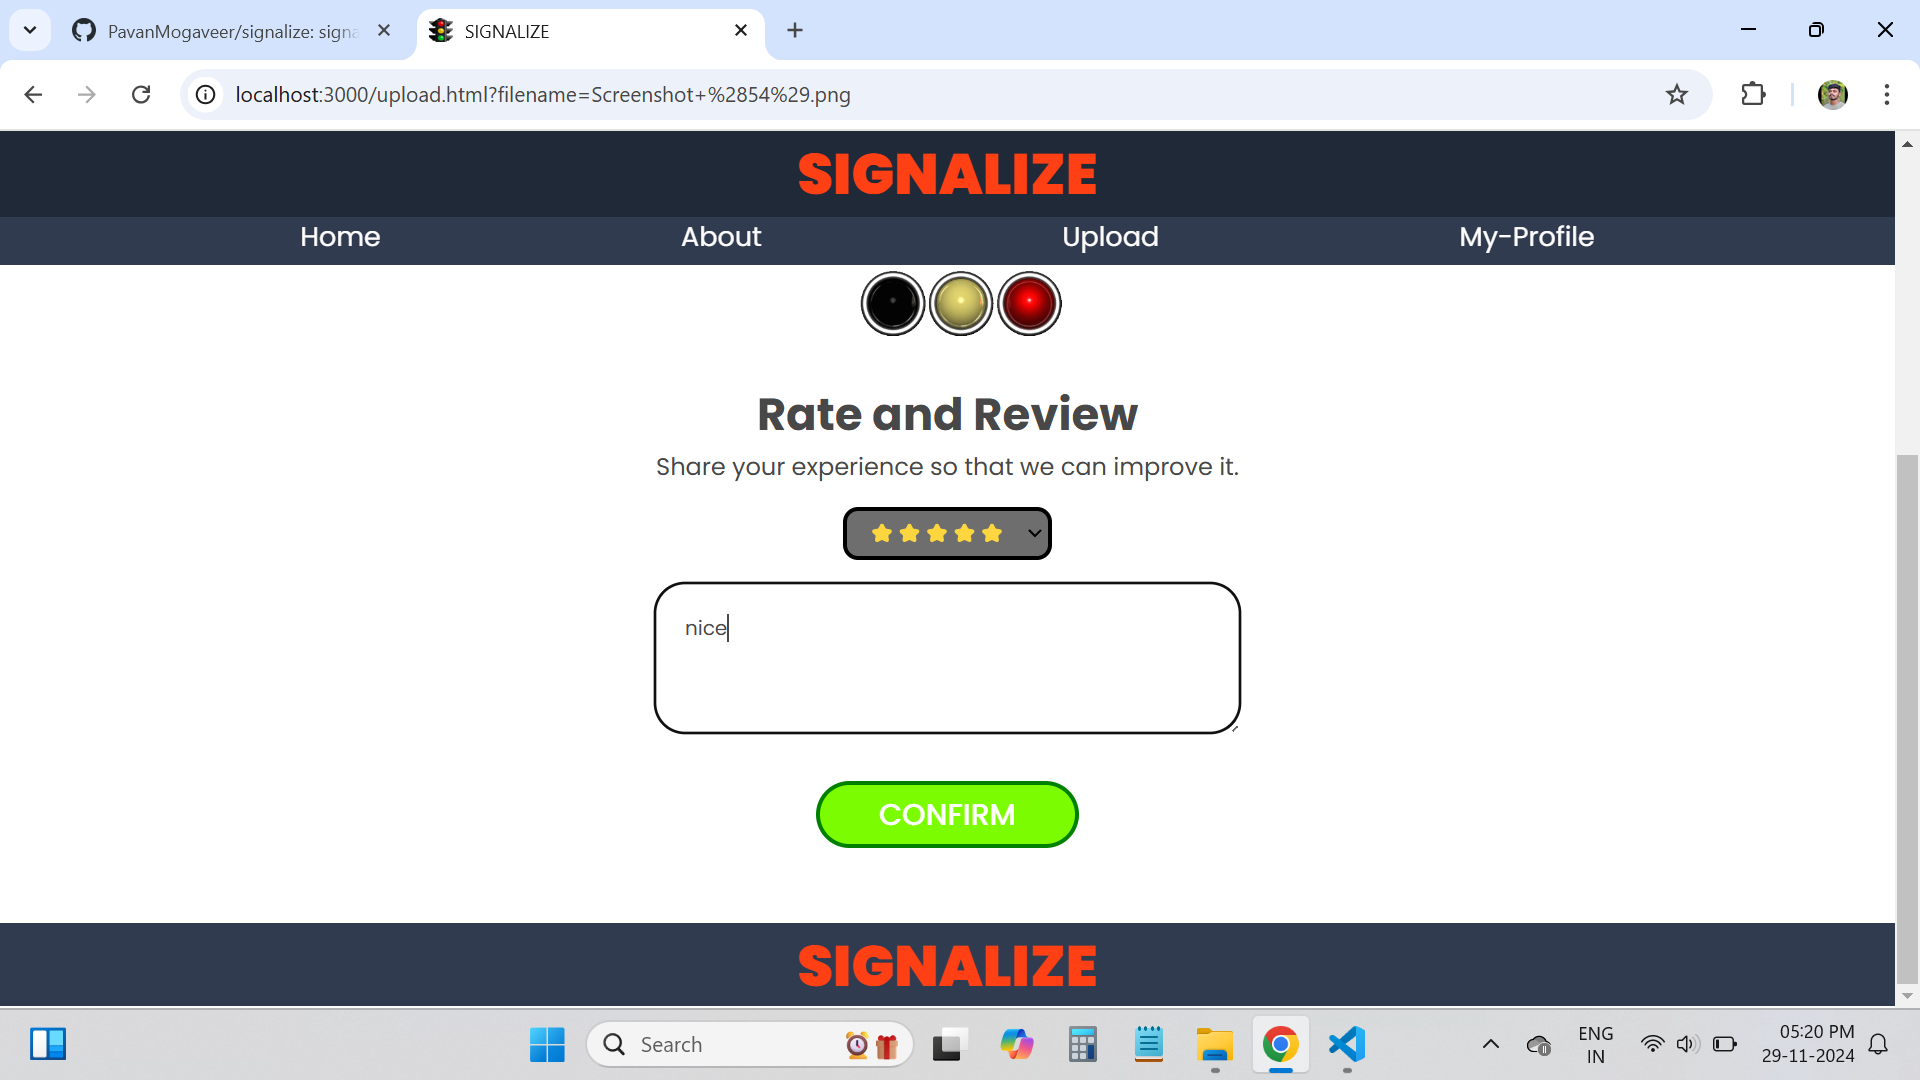 PavanMogaveer/signalize: signa
SIGNALIZE
localhost:3000/upload.html?filename=Screenshot+%2854%29.png
SIGNALIZE
Home About Upload My-Profile
Rate and Review
Share your experience so that we can improve it.
nice
CONFIRM
SIGNALIZE
Search
ENG
IN
05:20 PM
29-11-2024